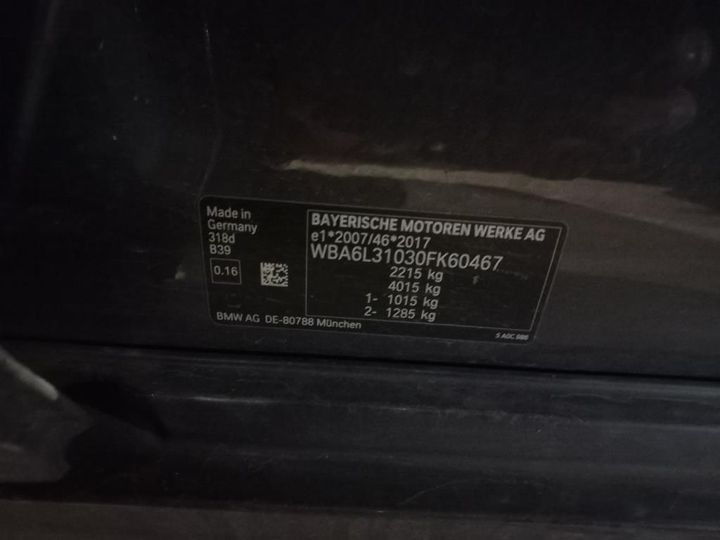 Made in
Germany
318d
B39
0.16
BAYERISCHE MOTOREN WERKE AG
e1*2007/46*2017
WBA6L31030FK60467
2215 kg
4015 kg
1- 1015 kg
2- 1285 kg
BMW AG DE-80788 München